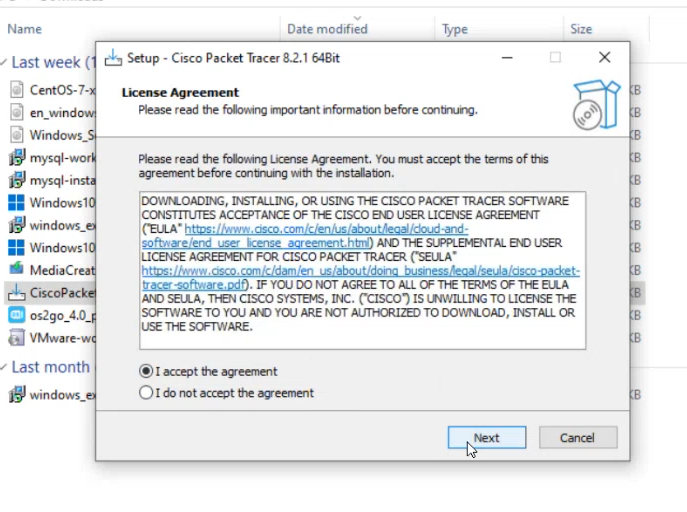 Downloads
Name Date modified Type Size
Last week (1
Setup - Cisco Packet Tracer 8.2.1 64Bit
License Agreement
Please read the following important information before continuing.
Please read the following License Agreement. You must accept the terms of this
agreement before continuing with the installation.
DOWNLOADING, INSTALLING, OR USING THE CISCO PACKET TRACER SOFTWARE
CONSTITUTES ACCEPTANCE OF THE CISCO END USER LICENSE AGREEMENT
("EULA" https://www.cisco.com/c/en/us/about/legal/cloud-and-
software/end_user_license_agreement.html) AND THE SUPPLEMENTAL END USER
LICENSE AGREEMENT FOR CISCO PACKET TRACER ("SEULA"
https://www.cisco.com/c/dam/en_us/about/doing_business/legal/seula/cisco-packet-
tracer-software.pdf). IF YOU DO NOT AGREE TO ALL OF THE TERMS OF THE EULA
AND SEULA, THEN CISCO SYSTEMS, INC. ("CISCO") IS UNWILLING TO LICENSE THE
SOFTWARE TO YOU AND YOU ARE NOT AUTHORIZED TO DOWNLOAD, INSTALL OR
USE THE SOFTWARE.
I accept the agreement
I do not accept the agreement
Next Cancel
CentOS-7-x KB
en_windows KB
Windows_S KB
mysql-work KB
mysql-insta KB
Windows10 KB
windows_ex KB
Windows10 KB
MediaCreat KB
CiscoPacket KB
os2go_4.0_p KB
VMware-wo KB
Last month
windows_ex KB